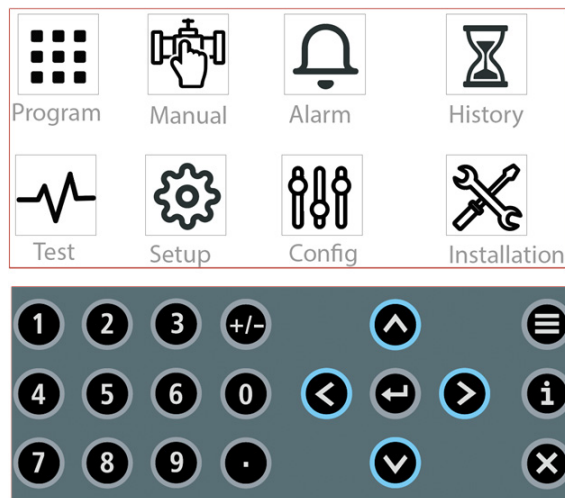 Program Manual Alarm History
Test Setup Config Installation
1 2 3 +/-
4 5 6 0 i
7 8 9 .